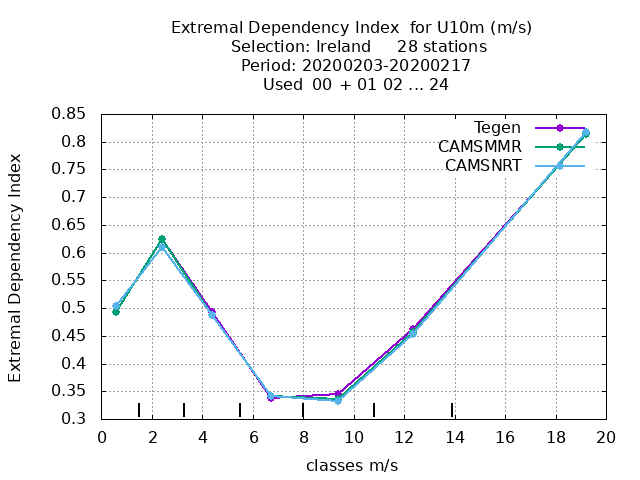 Extremal Dependency Index  for U10m (m/s)
Selection: Ireland     28 stations
Period: 20200203-20200217
Used  00 + 01 02 ... 24
Extremal Dependency Index
0.85
0.8
0.75
0.7
0.65
0.6
0.55
0.5
0.45
0.4
0.35
0.3
Tegen
CAMSMMR
CAMSNRT
0 2 4 6 8 10 12 14 16 18 20
classes m/s